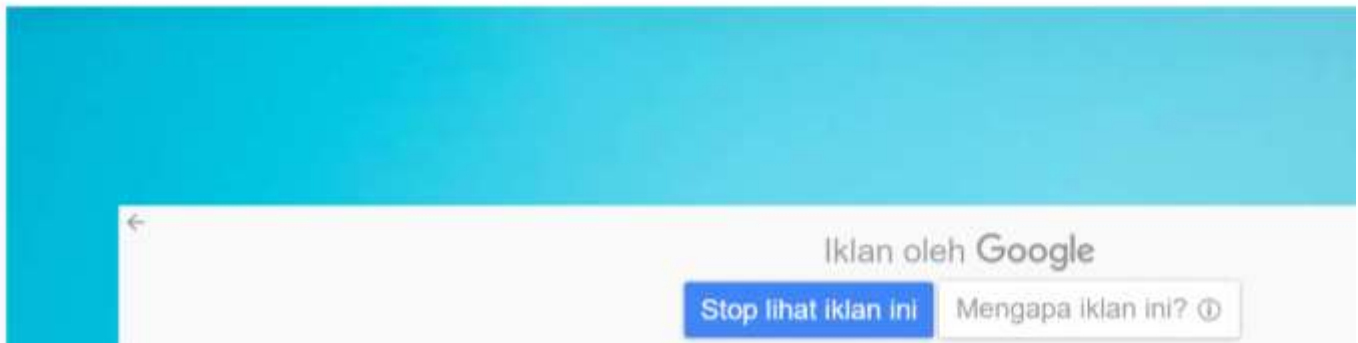 Iklan oleh Google
Stop lihat iklan ini
Mengapa iklan ini?